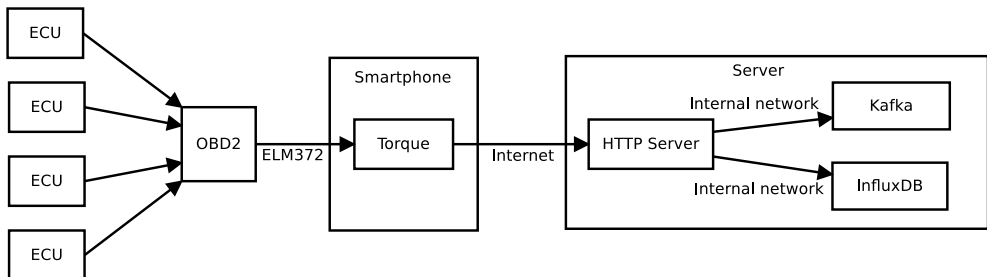 ECU
ECU
ECU
ECU
OBD2
ELM372
Smartphone
Torque
Internet
Server
HTTP Server
Internal network
Kafka
Internal network
InfluxDB